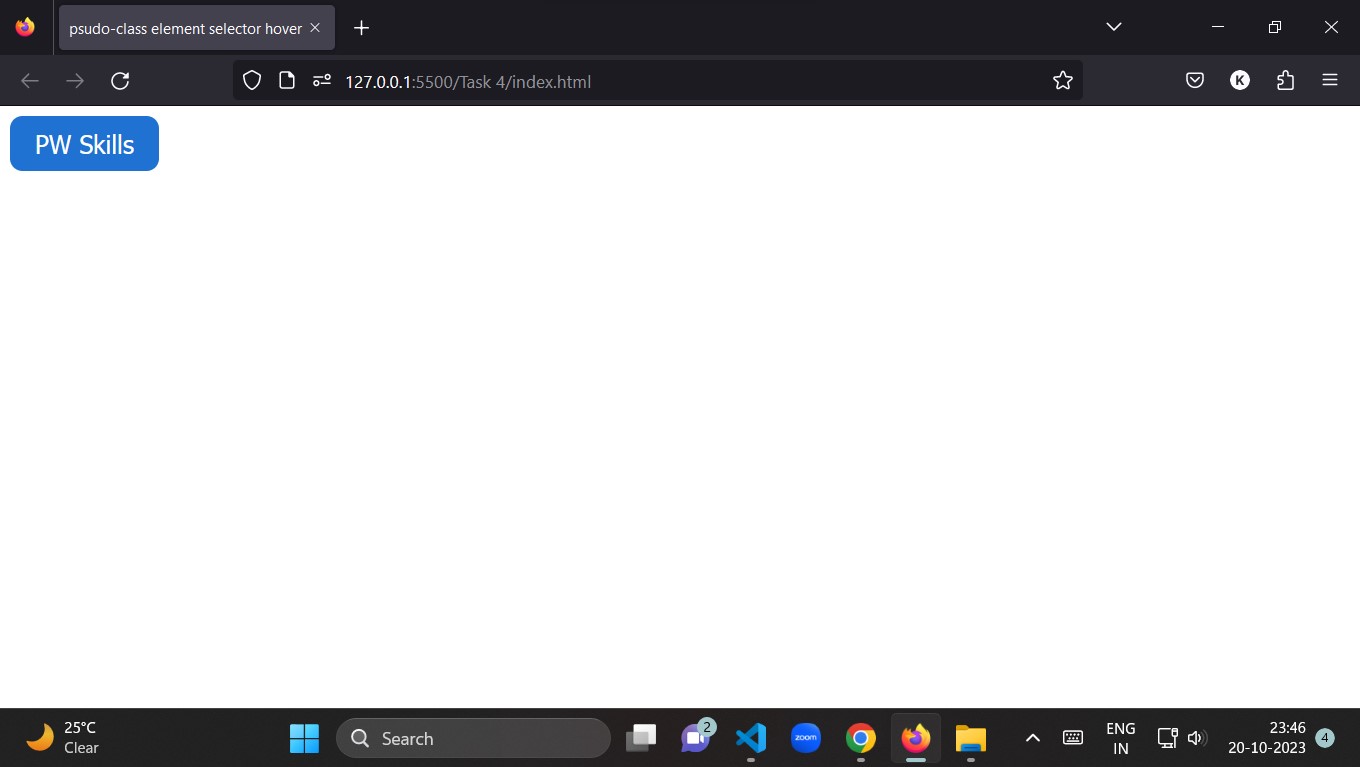 psudo-class element selector hover
K
127.0.0.1:5500/Task 4/index.html
PW Skills
25°C
Clear
Search
2
zoom
ENG
IN
23:46
20-10-2023
4